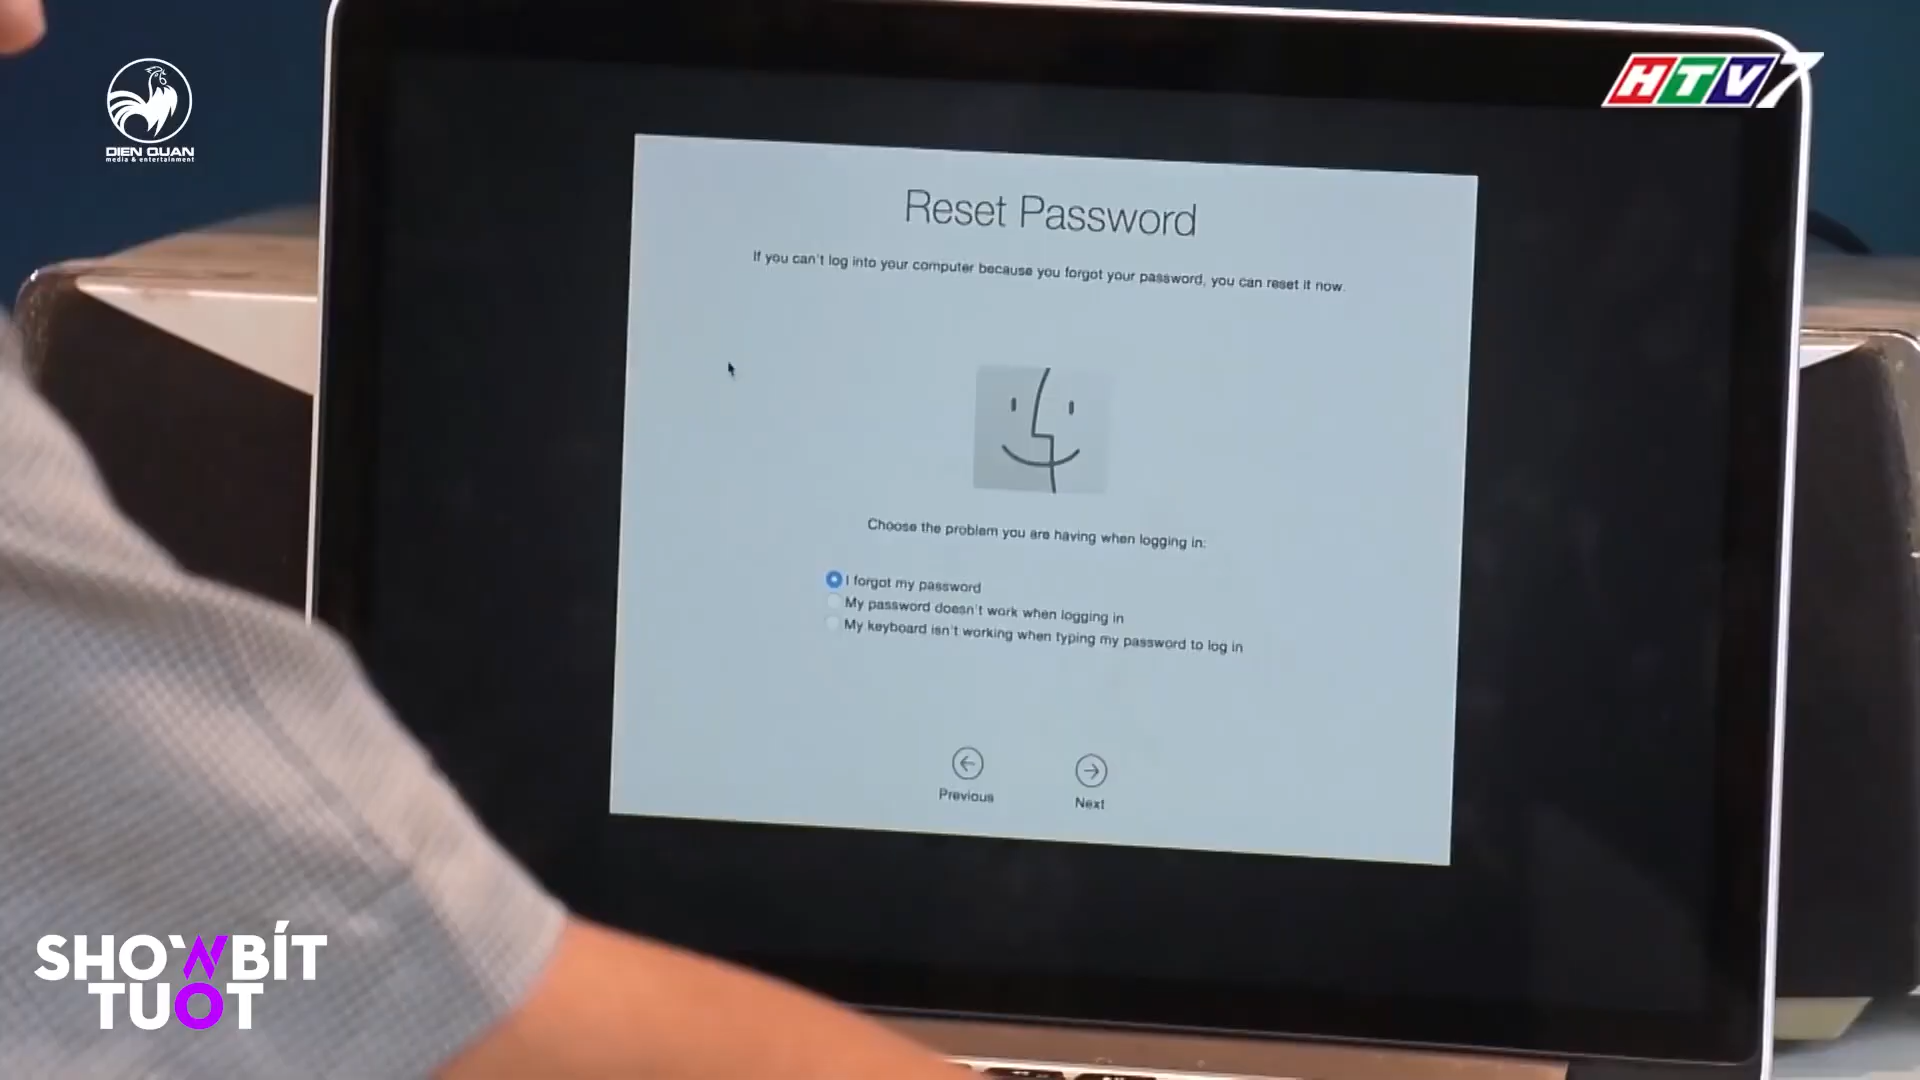 DIEN QUAN
media & entertainment
HTV7
Reset Password
If you can't log into your computer because you forgot your password, you can reset it now.
Choose the problem you are having when logging in:
I forgot my password
My password doesn't work when logging in
My keyboard isn't working when typing my password to log in
Previous
Next
SHOWBÍT
TUOT